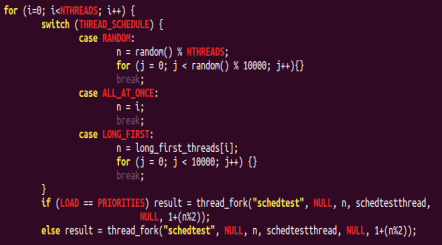 for (i=0; i<NTHREADS; i++) {
switch (THREAD_SCHEDULE) {
case RANDOM:
n = random() % NTHREADS;
for (j = 0; j < random() % 10000; j++){}
break;
case ALL_AT_ONCE:
n = i;
break;
case LONG_FIRST:
n = long_first_threads[i];
for (j = 0; j < 10000; j++) {}
break;
}
if (LOAD == PRIORITIES) result = thread_fork("schedtest", NULL, n, schedtestthread,
NULL, 1+(n%2));
else result = thread_fork("schedtest", NULL, n, schedtestthread, NULL, 1+(n%2));